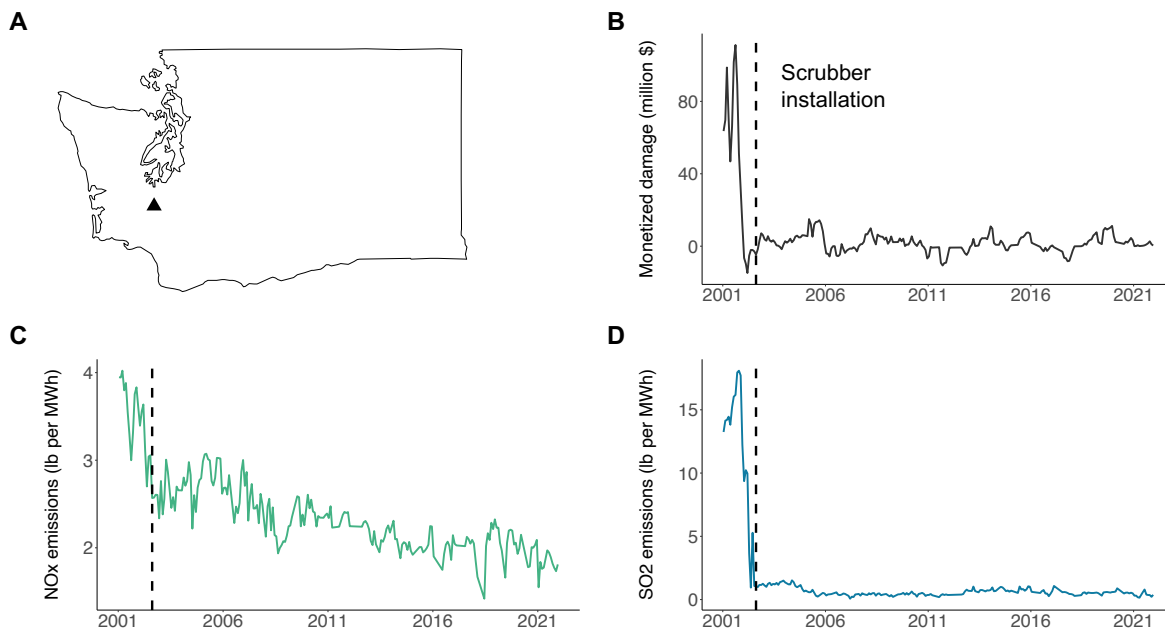 A
B
Monetized damage (million $)
80
40
0
Scrubber
installation
2001
2006
2011
2016
2021
C
NOx emissions (lb per MWh)
4
3
2
2001
2006
2011
2016
2021
D
SO2 emissions (lb per MWh)
15
10
5
0
2001
2006
2011
2016
2021